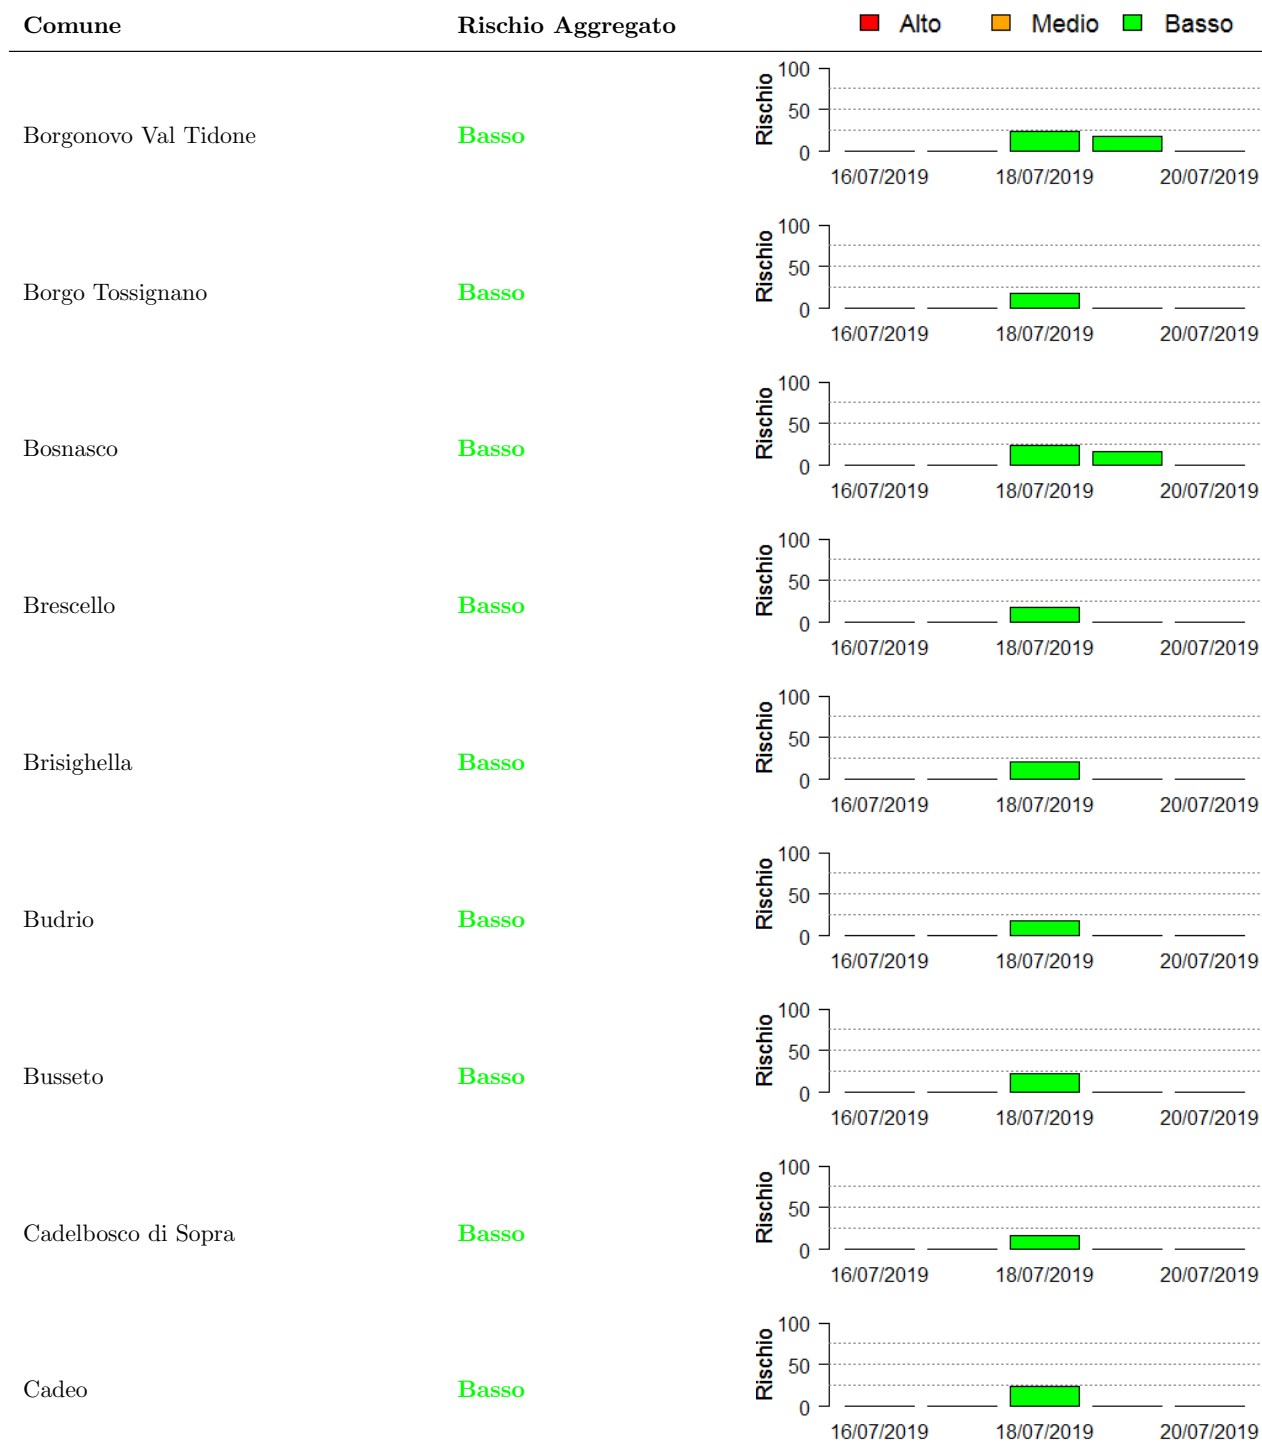 Comune Rischio Aggregato Alto Medio Basso
Borgonovo Val Tidone Basso Rischio 100 50 0
16/07/2019 18/07/2019 20/07/2019
Borgo Tossignano Basso Rischio 100 50 0
16/07/2019 18/07/2019 20/07/2019
Bosnasco Basso Rischio 100 50 0
16/07/2019 18/07/2019 20/07/2019
Brescello Basso Rischio 100 50 0
16/07/2019 18/07/2019 20/07/2019
Brisighella Basso Rischio 100 50 0
16/07/2019 18/07/2019 20/07/2019
Budrio Basso Rischio 100 50 0
16/07/2019 18/07/2019 20/07/2019
Busseto Basso Rischio 100 50 0
16/07/2019 18/07/2019 20/07/2019
Cadelbosco di Sopra Basso Rischio 100 50 0
16/07/2019 18/07/2019 20/07/2019
Cadeo Basso Rischio 100 50 0
16/07/2019 18/07/2019 20/07/2019